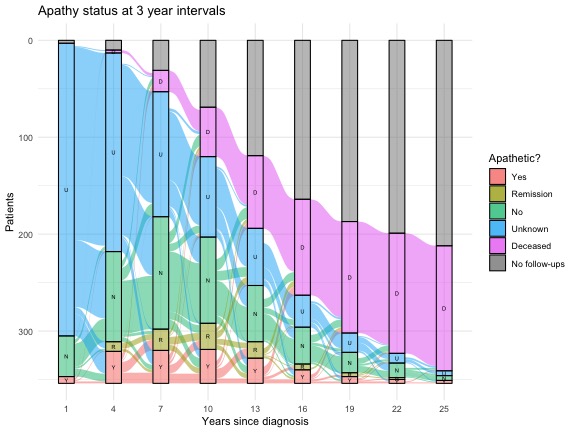 Apathy status at 3 year intervals
0
100
200
300
Patients
U
N
Y
D
U
N
R
Y
D
U
N
R
Y
D
U
N
R
Y
D
U
N
R
Y
D
U
N
R
Y
D
U
N
R
Y
D
U
N
D
1 4 7 10 13 16 19 22 25
Years since diagnosis
Apathetic?
Yes
Remission
No
Unknown
Deceased
No follow-ups